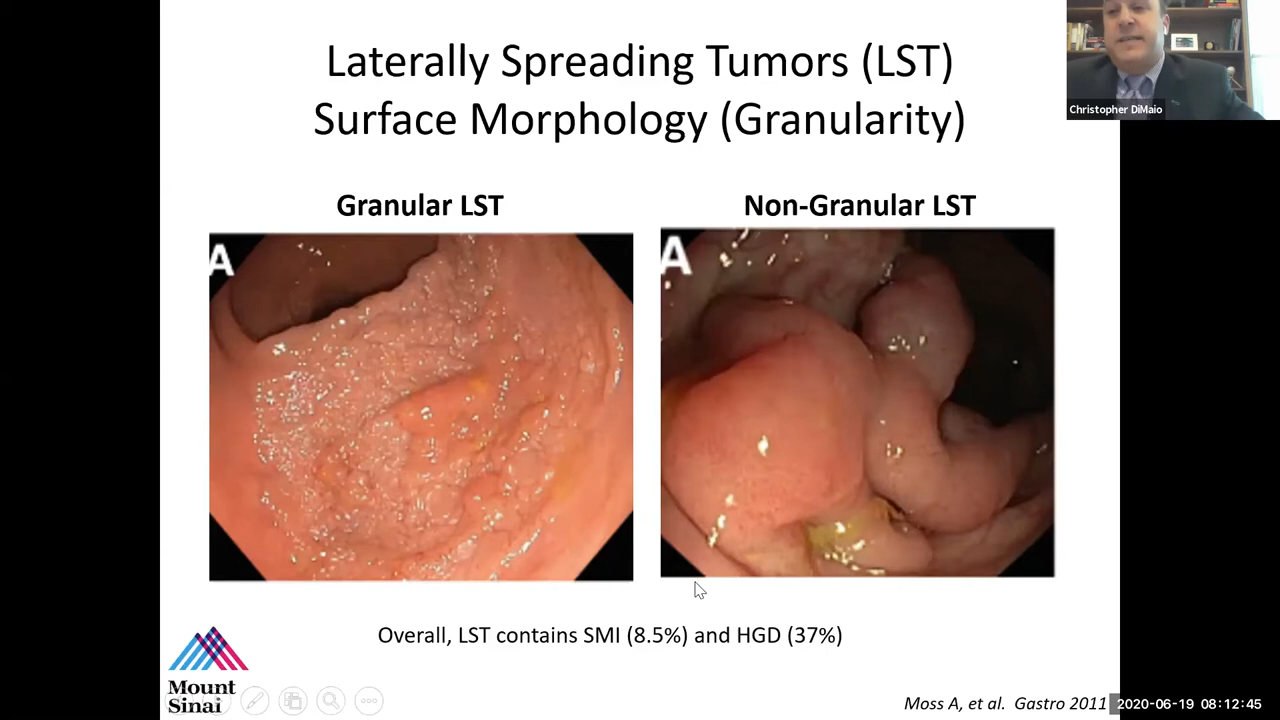 Laterally Spreading Tumors (LST)
Surface Morphology (Granularity)
Christopher DiMaio
Granular LST
Non-Granular LST
A
A
Overall, LST contains SMI (8.5%) and HGD (37%)
Mount
Sinai
Moss A, et al. Gastro 2011
2020-06-19 08:12:45